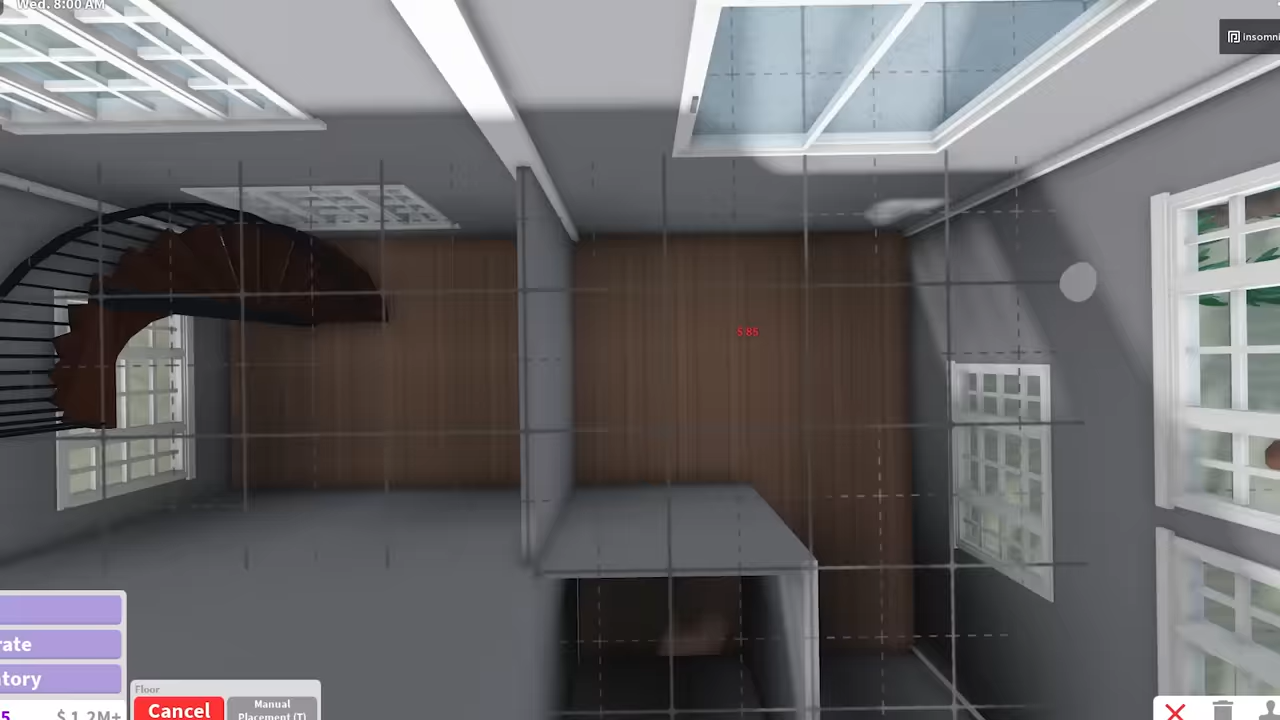 Wed. 8:00 AM
Insomni
$ 85
rate
tory
5
$ 1.2M+
Floor
Cancel
Manual
Placement (T)